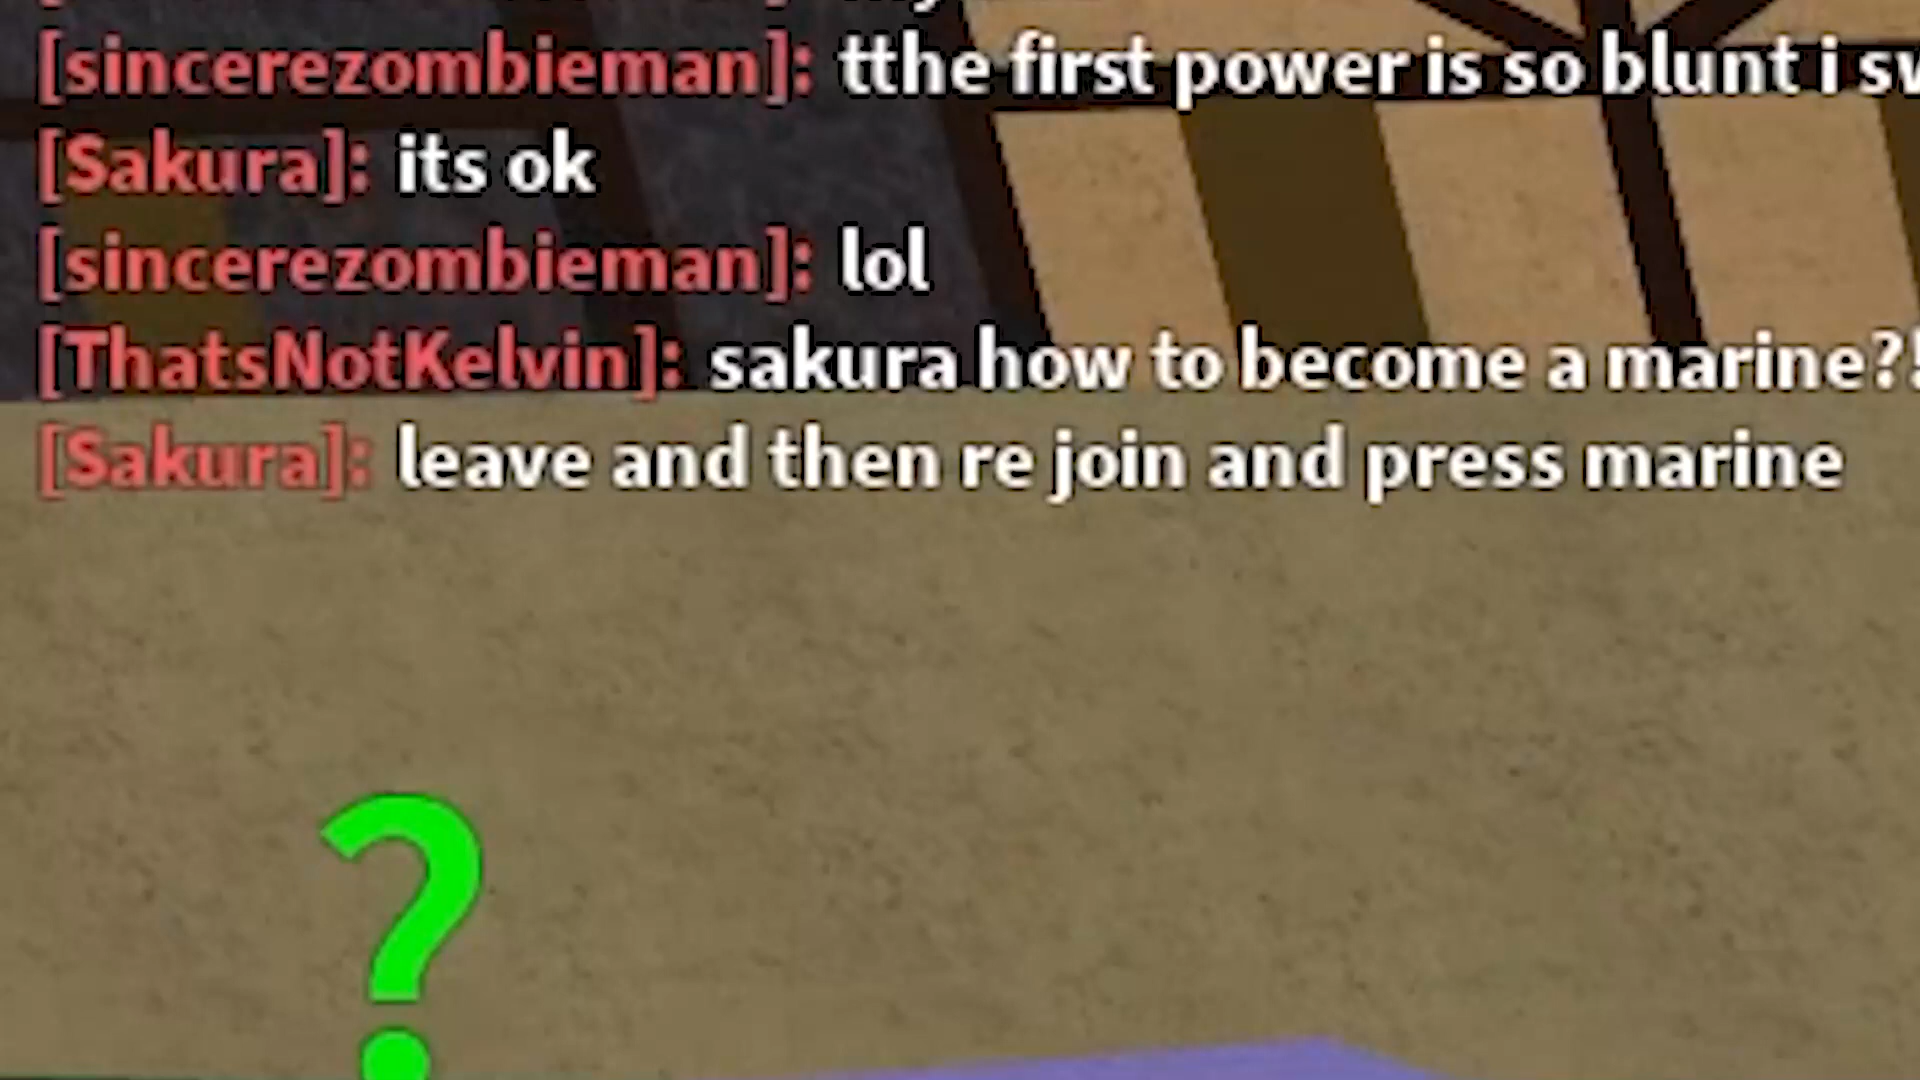 [sincerezombieman]: tthe first power is so blunt i
[Sakura]: its ok
[sincerezombieman]: lol
[ThatsNotKelvin]: sakura how to become a marine?!
[Sakura]: leave and then re join and press marine
?